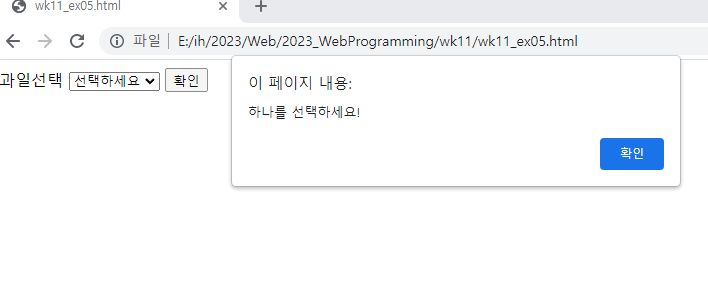 wk11_ex05.html
파일 E:/ih/2023/Web/2023_WebProgramming/wk11/wk11_ex05.html
과일선택 선택하세요 확인
이 페이지 내용:
하나를 선택하세요!
확인